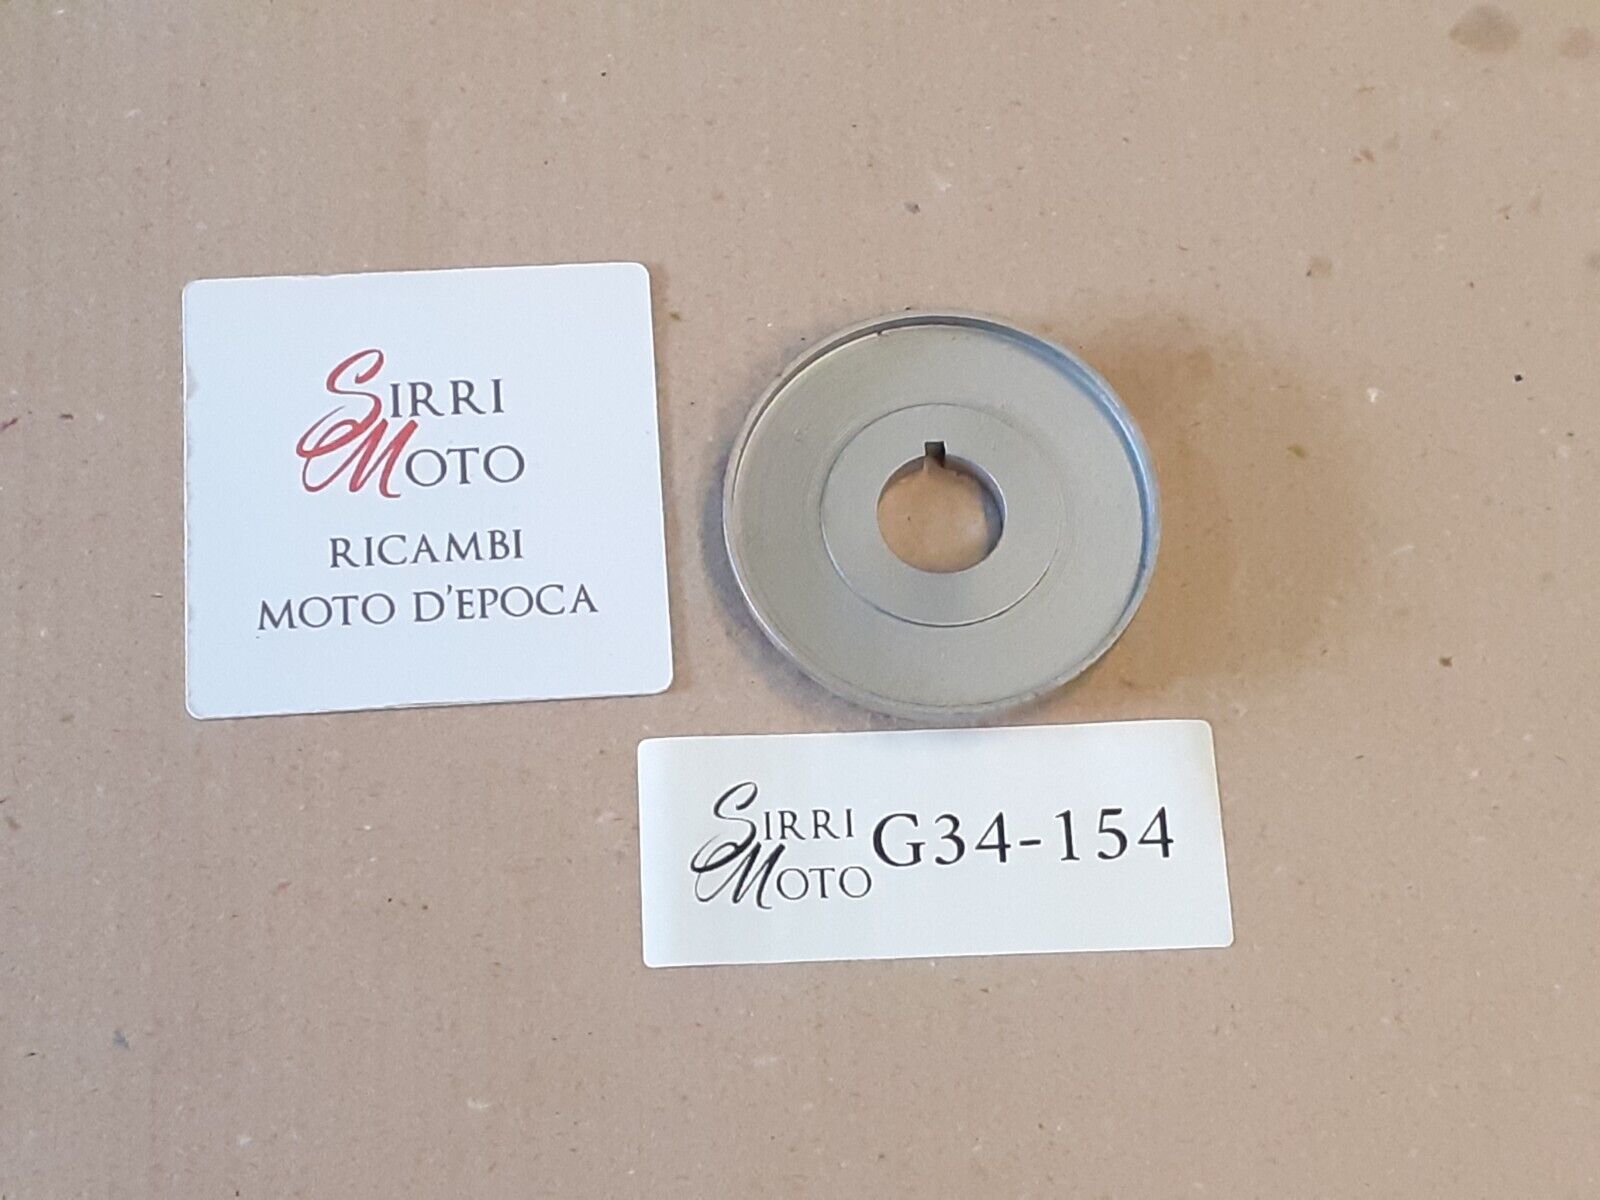 SIRRI
MOTO
RICAMBI
MOTO D'EPOCA
SIRRI
MOTO
G34-154